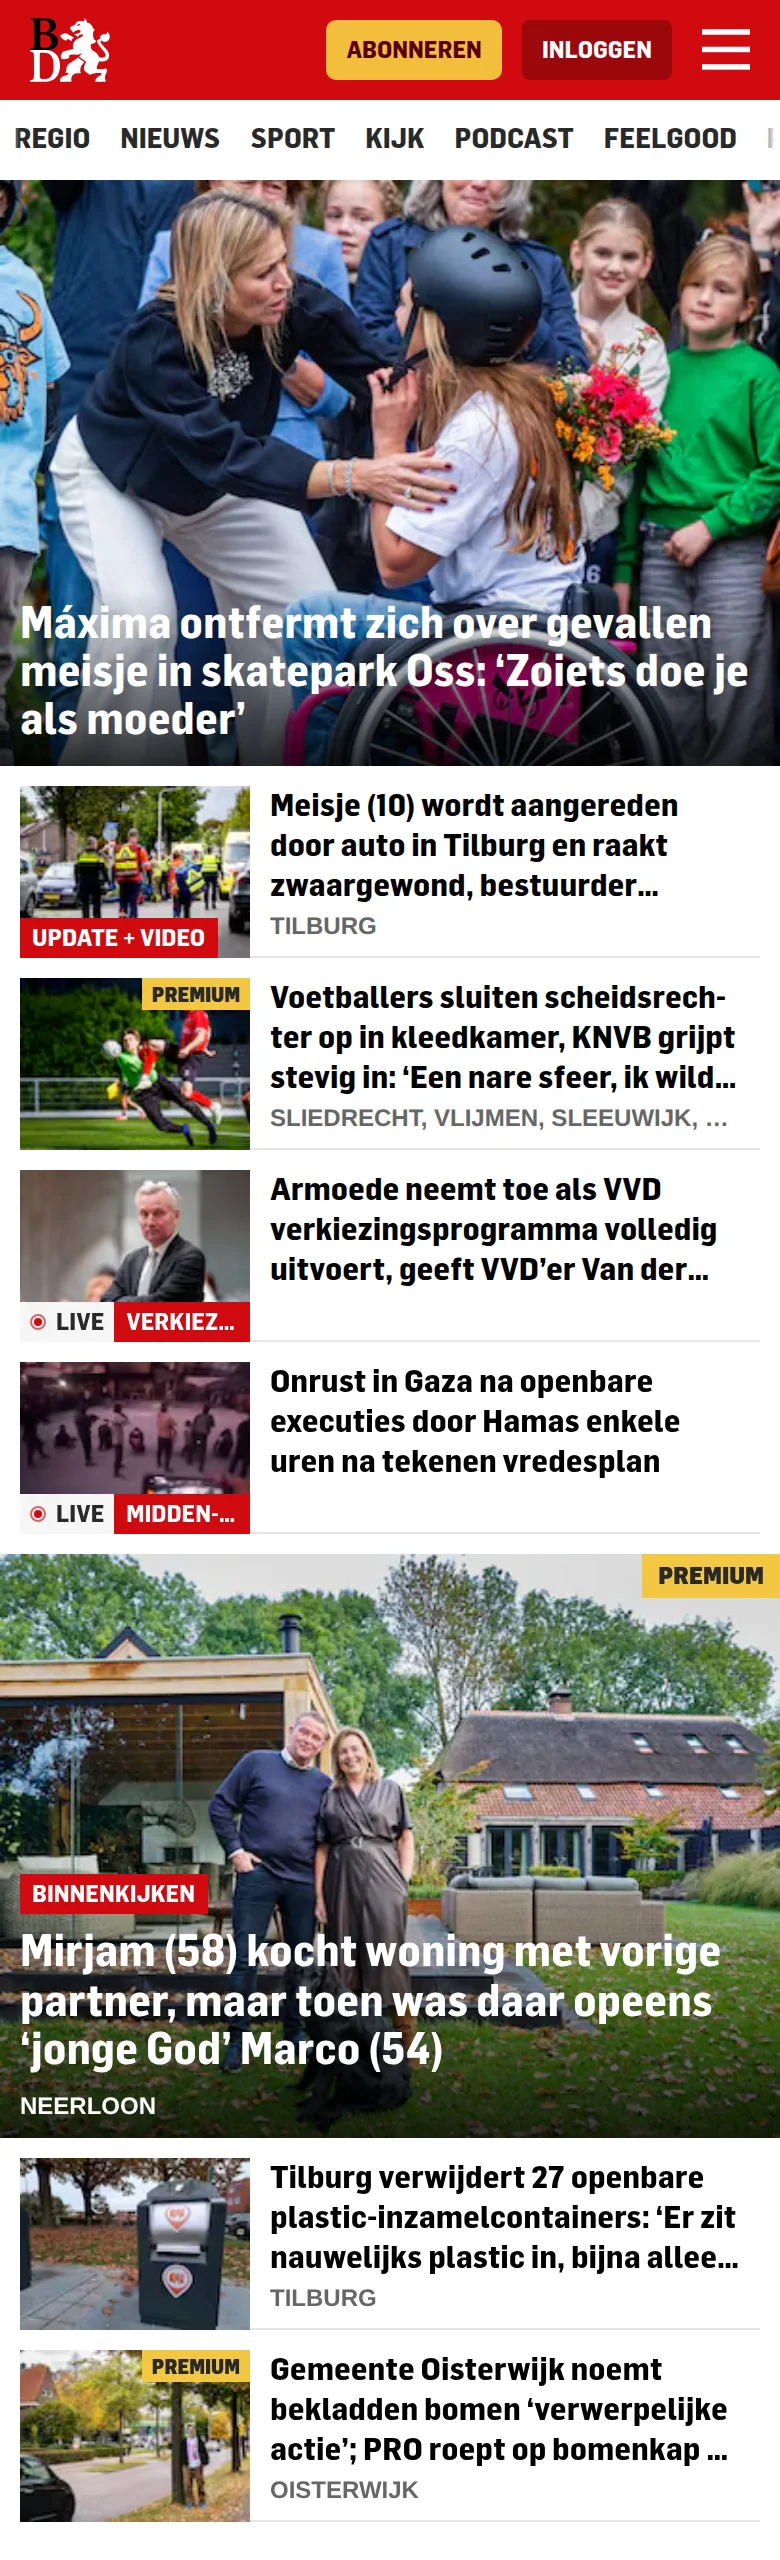 BD
ABONNEREN
INLOGGEN
REGIO NIEUWS SPORT KIJK PODCAST FEELGOOD
Máxima ontfermt zich over gevallen
meisje in skatepark Oss: ‘Zoiets doe je
als moeder’
Meisje (10) wordt aangereden
door auto in Tilburg en raakt
zwaargewond, bestuurder...
TILBURG
UPDATE + VIDEO
PREMIUM
Voetballers sluiten scheidsrech-
ter op in kleedkamer, KNVB grijpt
stevig in: ‘Een nare sfeer, ik wild...
SLIEDRECHT, VLIJMEN, SLEEUWIJK, ...
Armoede neemt toe als VVD
verkiezingsprogramma volledig
uitvoert, geeft VVD’er Van der...
LIVE VERKIEZ...
Onrust in Gaza na openbare
executies door Hamas enkele
uren na tekenen vredesplan
LIVE MIDDEN-...
PREMIUM
BINNENKIJKEN
Mirjam (58) kocht woning met vorige
partner, maar toen was daar opeens
‘jonge God’ Marco (54)
NEERLOON
Tilburg verwijdert 27 openbare
plastic-inzamelcontainers: ‘Er zit
nauwelijks plastic in, bijna allee...
TILBURG
PREMIUM
Gemeente Oisterwijk noemt
bekladden bomen ‘verwerpelijke
actie’; PRO roept op bomenkap ...
OISTERWIJK